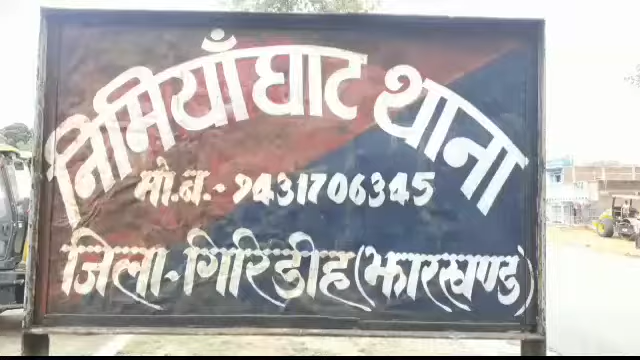 निमियाँघाट थाना
मो.न.- 9431706345
जिला-गिरिडीह (झारखण्ड)